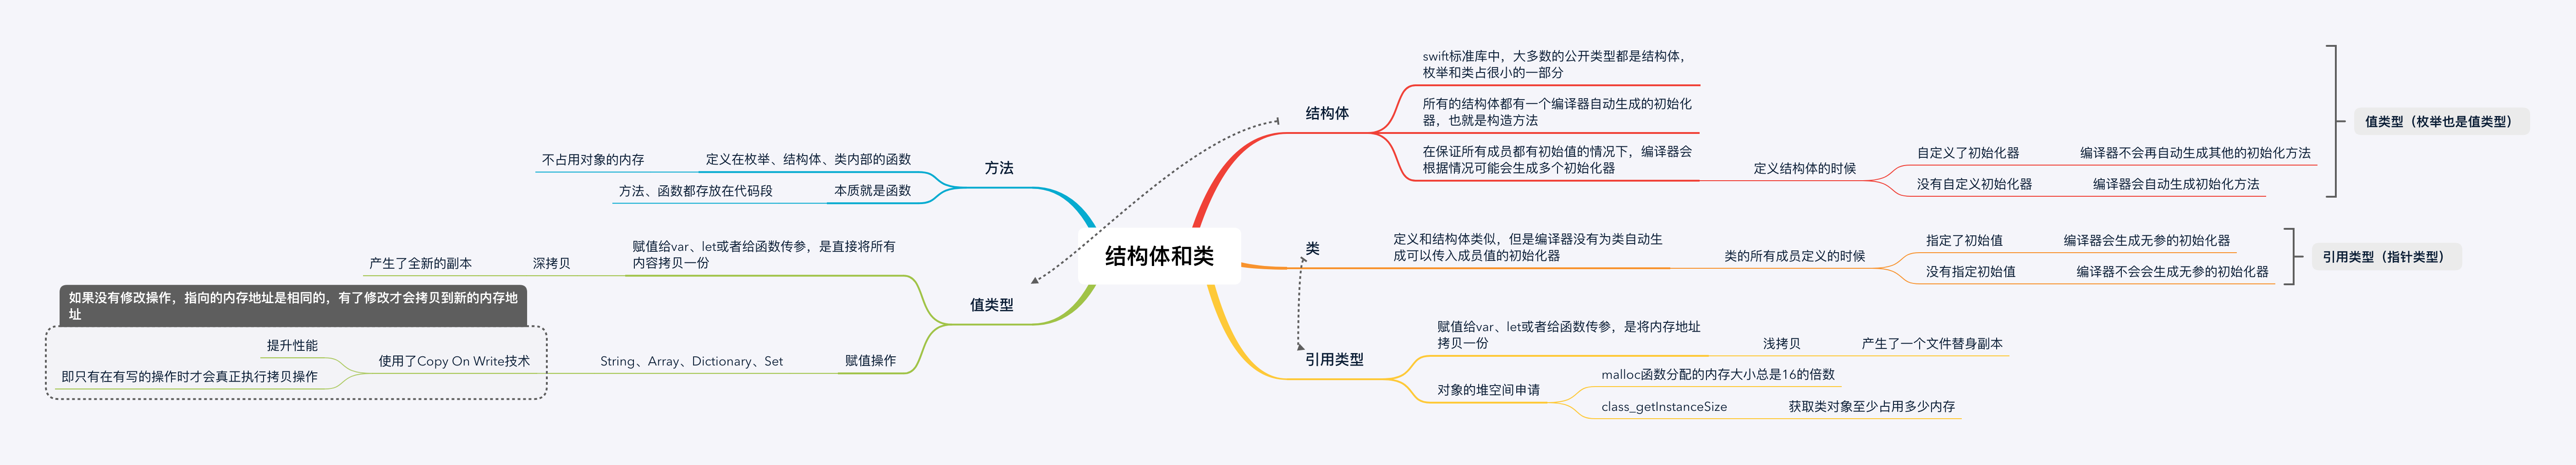 结构体和类
结构体
swift标准库中，大多数的公开类型都是结构体，
枚举和类占很小的一部分
所有的结构体都有一个编译器自动生成的初始化
器，也就是构造方法
在保证所有成员都有初始值的情况下，编译器会
根据情况可能会生成多个初始化器
定义结构体的时候
自定义了初始化器
编译器不会再自动生成其他的初始化方法
没有自定义初始化器
编译器会自动生成初始化方法
值类型（枚举也是值类型）
类
定义和结构体类似，但是编译器没有为类自动生
成可以传入成员值的初始化器
类的所有成员定义的时候
指定了初始值
编译器会生成无参的初始化器
没有指定初始值
编译器不会会生成无参的初始化器
引用类型（指针类型）
引用类型
赋值给var、let或者给函数传参，是将内存地址
拷贝一份
浅拷贝
产生了一个文件替身副本
对象的堆空间申请
malloc函数分配的内存大小总是16的倍数
class_getInstanceSize
获取类对象至少占用多少内存
方法
定义在枚举、结构体、类内部的函数
不占用对象的内存
本质就是函数
方法、函数都存放在代码段
值类型
赋值给var、let或者给函数传参，是直接将所有
内容拷贝一份
深拷贝
产生了全新的副本
赋值操作
String、Array、Dictionary、Set
使用了Copy On Write技术
提升性能
即只有在有写的操作时才会真正执行拷贝操作
如果没有修改操作，指向的内存地址是相同的，有了修改才会拷贝到新的内存地
址